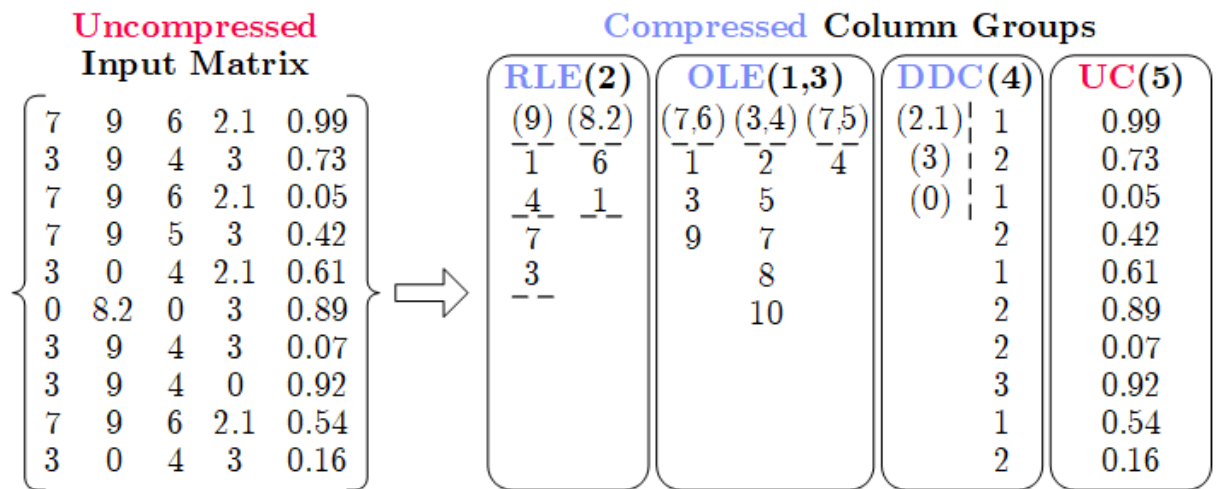 Uncompressed
Input Matrix
7 9 6 2.1 0.99
3 9 4 3 0.73
7 9 6 2.1 0.05
7 9 5 3 0.42
3 0 4 2.1 0.61
0 8.2 0 3 0.89
3 9 4 3 0.07
3 9 4 0 0.92
7 9 6 2.1 0.54
3 0 4 3 0.16
Compressed Column Groups
RLE(2)
(9) (8.2)
1 6
4 1
7
3
OLE(1,3)
(7,6) (3,4) (7,5)
1 2 4
3 5
9 7
8
10
DDC(4)
(2.1) 1
(3) 2
(0) 1
2
1
2
2
3
1
2
UC(5)
0.99
0.73
0.05
0.42
0.61
0.89
0.07
0.92
0.54
0.16